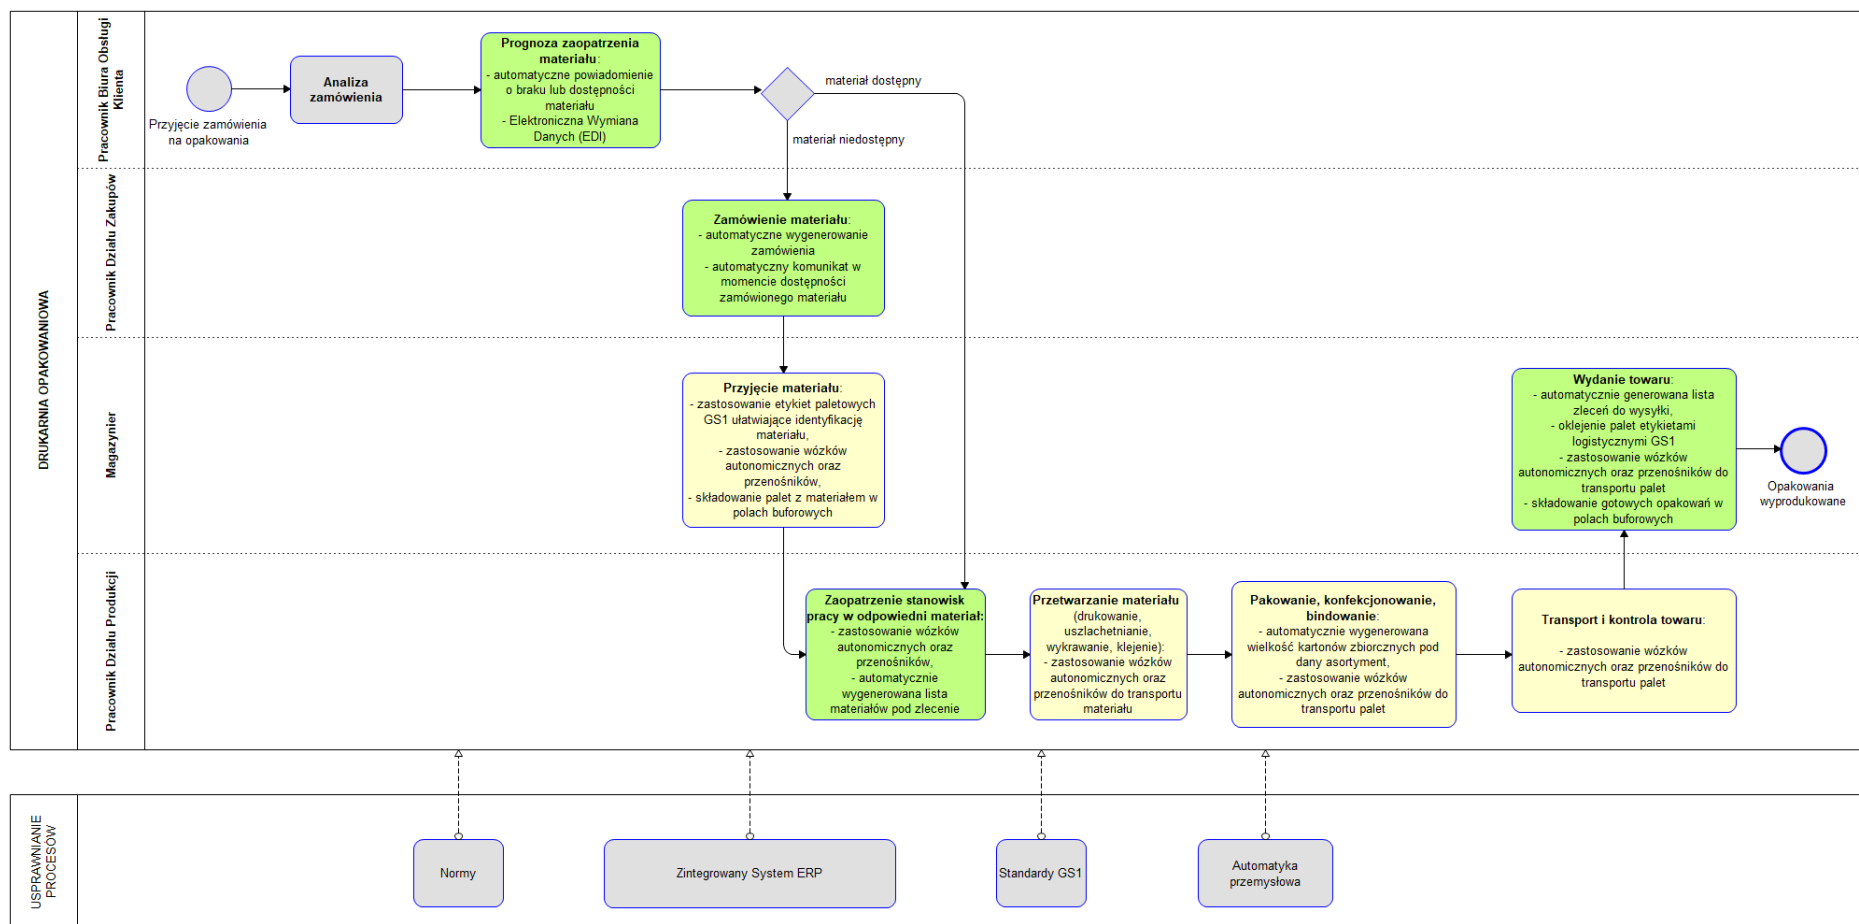 DRUKARNIA OPAKOWANIOWA
Pracownik Biura Obsługi
Klienta
Przyjęcie zamówienia
na opakowania
Analiza
zamówienia
Prognoza zaopatrzenia
materiału:
- automatyczne powiadomienie
o braku lub dostępności
materiału
- Elektroniczna Wymiana
Danych (EDI)
materiał dostępny
materiał niedostępny
Pracownik Działu Zakupów
Zamówienie materiału:
- automatyczne wygenerowanie
zamówienia
- automatyczny komunikat w
momencie dostępności
zamówionego materiału
Magazynier
Przyjęcie materiału:
- zastosowanie etykiet paletowych
GS1 ułatwiające identyfikację
materiału,
- zastosowanie wózków
autonomicznych oraz
przenośników,
- składowanie palet z materiałem w
polach buforowych
Wydanie towaru:
- automatycznie generowana lista
zleceń do wysyłki,
- oklejenie palet etykietami
logistycznymi GS1
- zastosowanie wózków
autonomicznych oraz przenośników do
transportu palet
- składowanie gotowych opakowań w
polach buforowych
Opakowania
wyprodukowane
Pracownik Działu Produkcji
Zaopatrzenie stanowisk
pracy w odpowiedni materiał:
- zastosowanie wózków
autonomicznych oraz
przenośników,
- automatycznie
wygenerowana lista
materiałów pod zlecenie
Przetwarzanie materiału
(drukowanie,
uszlachetnianie,
wykrawanie, klejenie):
- zastosowanie wózków
autonomicznych oraz
przenośników do transportu
materiału
Pakowanie, konfekcjonowanie,
bindowanie:
- automatycznie wygenerowana
wielkość kartonów zbiorczych pod
dany asortyment,
- zastosowanie wózków
autonomicznych oraz przenośników do
transportu palet
Transport i kontrola towaru:
- zastosowanie wózków
autonomicznych oraz przenośników do
transportu palet
USPRAWNIANIE
PROCESÓW
Normy
Zintegrowany System ERP
Standardy GS1
Automatyka
przemysłowa